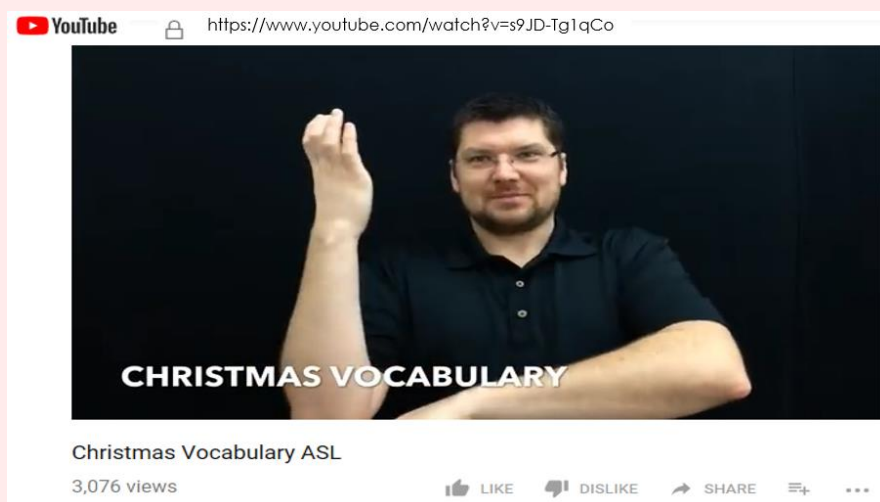 YouTube https://www.youtube.com/watch?v=s9JD-Tg1qCo
CHRISTMAS VOCABULARY
Christmas Vocabulary ASL
3,076 views LIKE DISLIKE SHARE